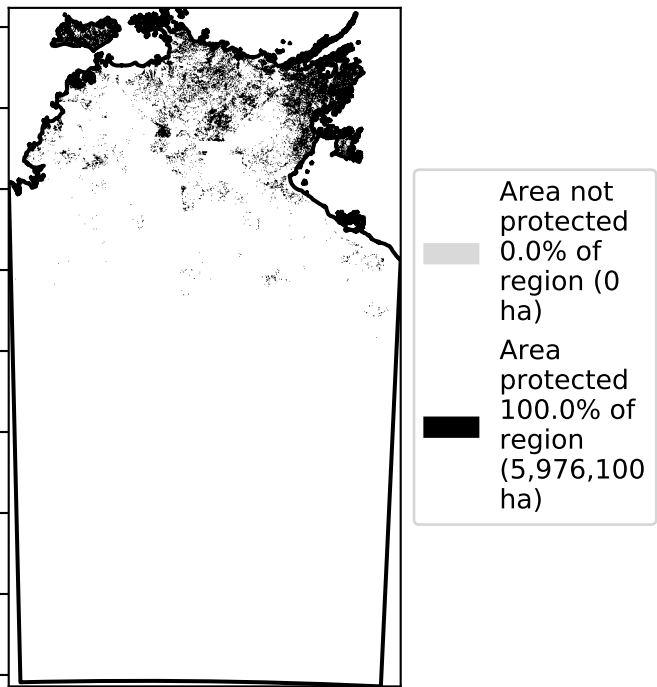 Area not
protected
0.0% of
region (0
ha)
Area
protected
100.0% of
region
(5,976,100
ha)